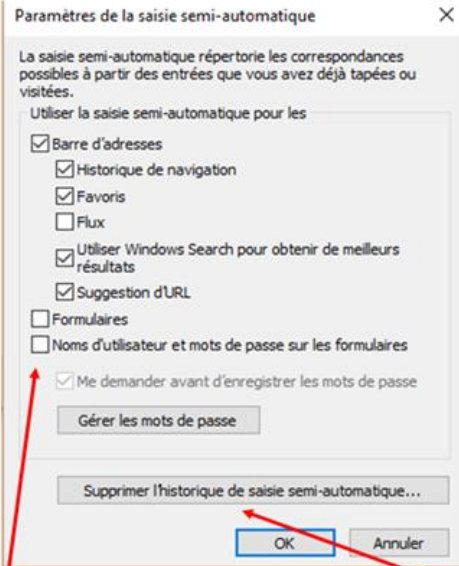 Paramètres de la saisie semi-automatique
La saisie semi-automatique répertorie les correspondances
possibles à partir des entrées que vous avez déjà tapées ou
visitées.
Utiliser la saisie semi-automatique pour les
Barre d'adresses
Historique de navigation
Favoris
Flux
Utiliser Windows Search pour obtenir de meilleurs
résultats
Suggestion d'URL
Formulaires
Noms d'utilisateur et mots de passe sur les formulaires
Me demander avant d'enregistrer les mots de passe
Gérer les mots de passe
Supprimer l'historique de saisie semi-automatique...
OK Annuler